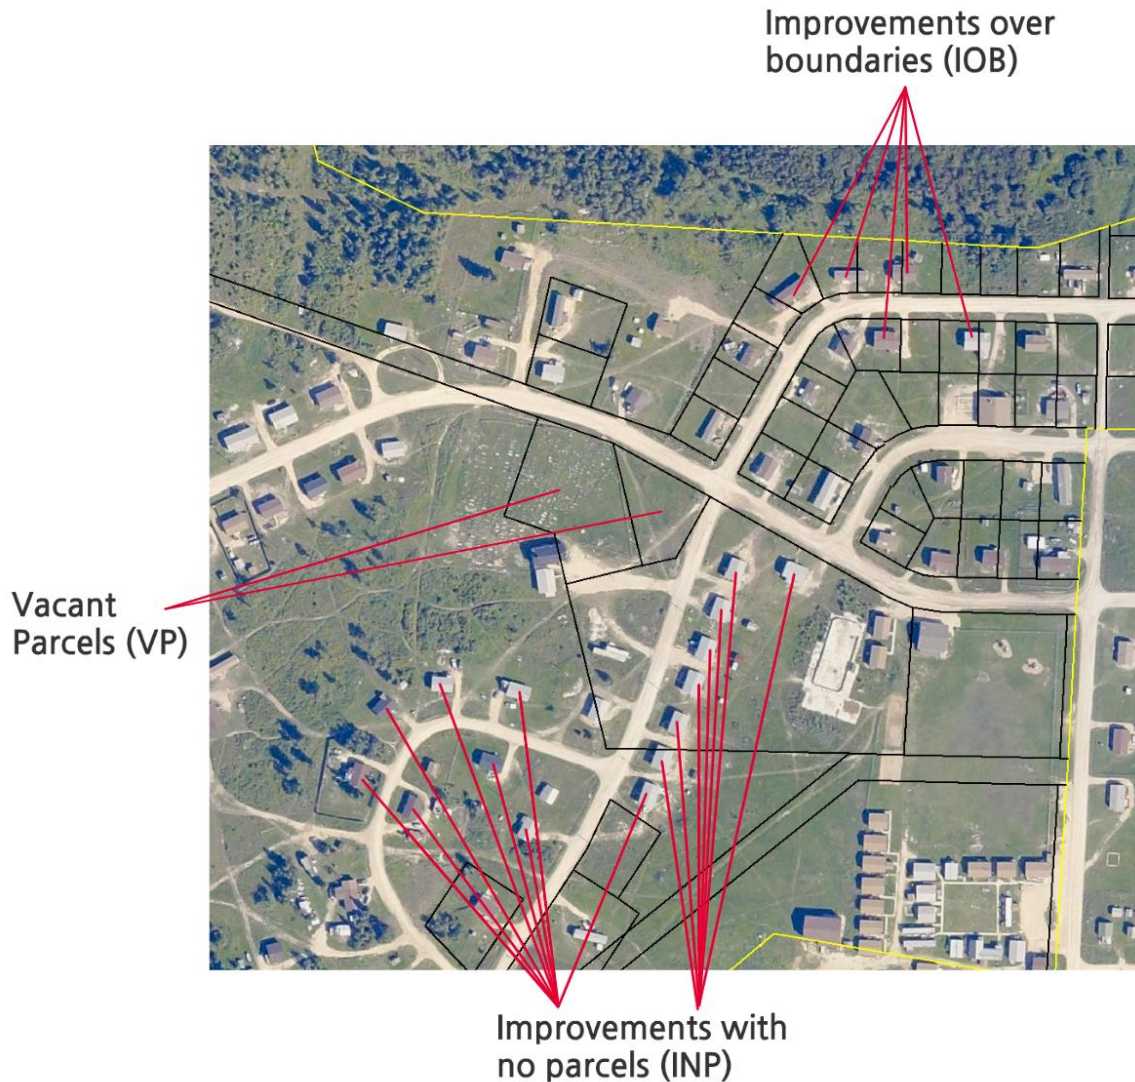 Improvements over
boundaries (IOB)
Vacant
Parcels (VP)
Improvements with
no parcels (INP)